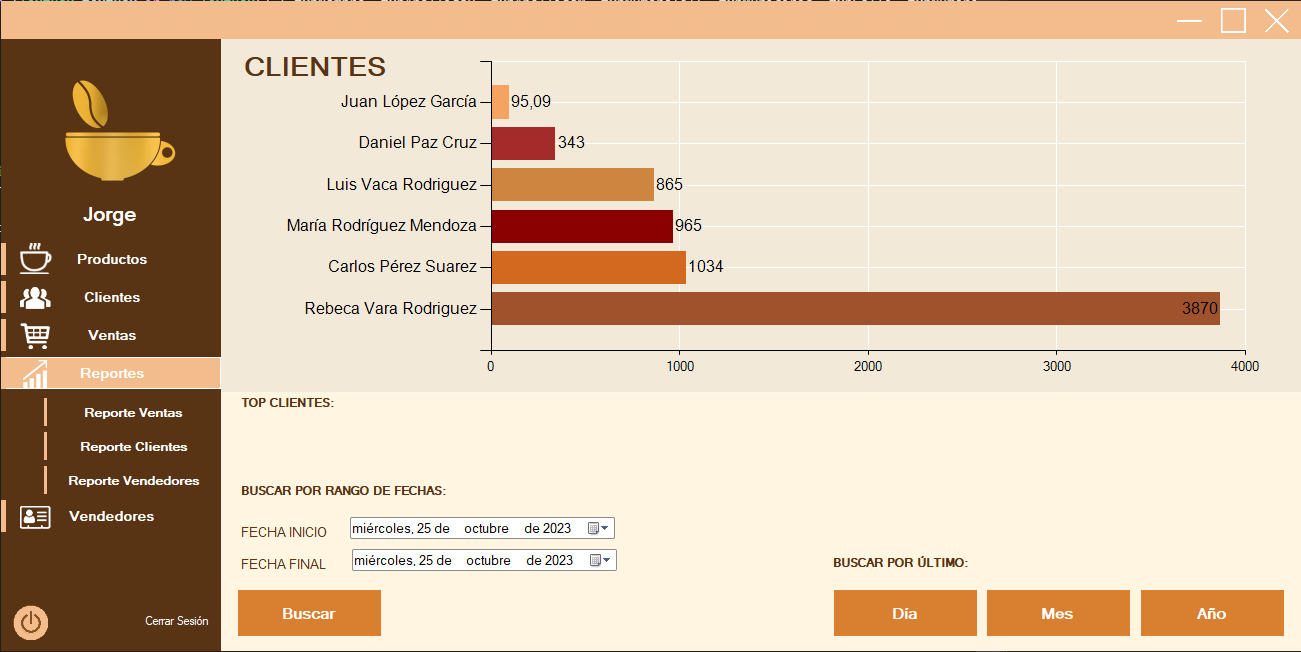 Jorge
Productos
Clientes
Ventas
Reportes
Reporte Ventas
Reporte Clientes
Reporte Vendedores
Vendedores
Cerrar Sesión
CLIENTES
Juan López García 95,09
Daniel Paz Cruz 343
Luis Vaca Rodriguez 865
María Rodríguez Mendoza 965
Carlos Pérez Suarez 1034
Rebeca Vara Rodriguez 3870
0 1000 2000 3000 4000
TOP CLIENTES:
BUSCAR POR RANGO DE FECHAS:
FECHA INICIO miércoles, 25 de octubre de 2023
FECHA FINAL miércoles, 25 de octubre de 2023
Buscar
BUSCAR POR ÚLTIMO:
Día Mes Año